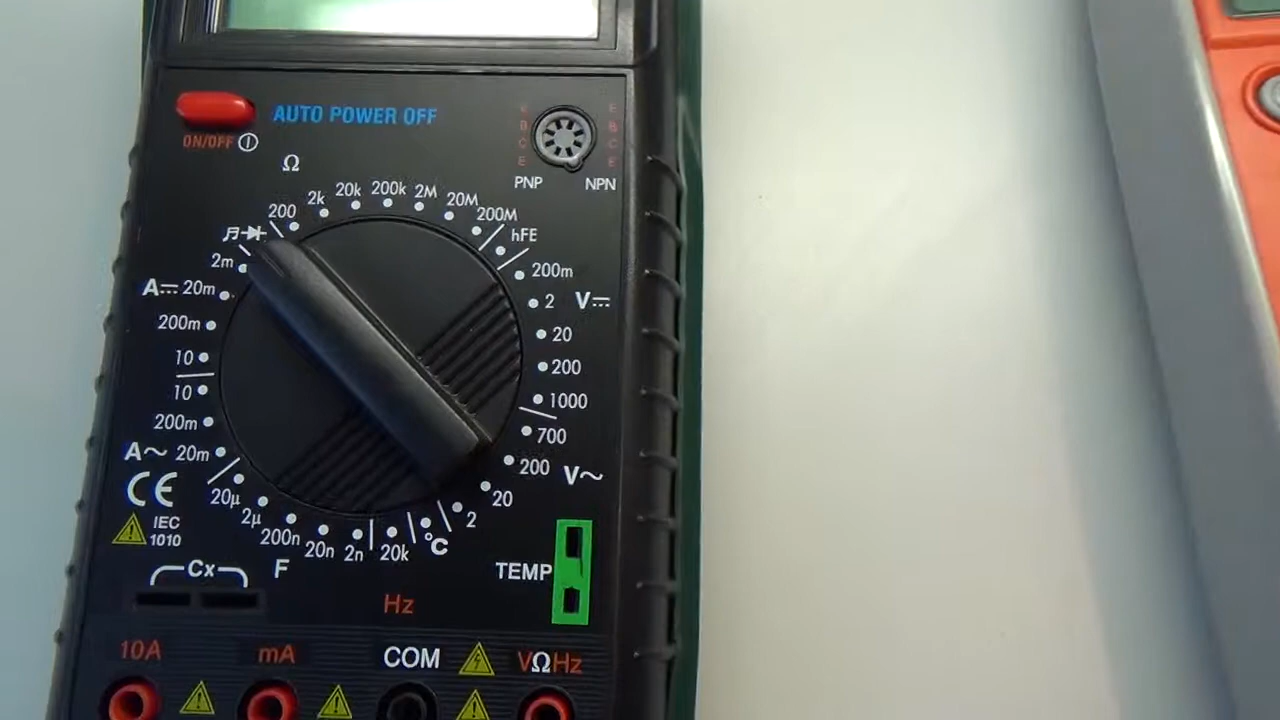 AUTO POWER OFF
ON/OFF
E
B
C
E
E
B
C
E
PNP
NPN
Ω
200
2k
20k
200k
2M
20M
200M
hFE
2m
A 20m
200m
10
10
200m
A~ 20m
200m
2 V
20
200
1000
700
200 V~
20
2
°C
20k
2n
20n
200n
2µ
20µ
F
CE
IEC
1010
Cx
TEMP
Hz
10A
mA
COM
VΩHz